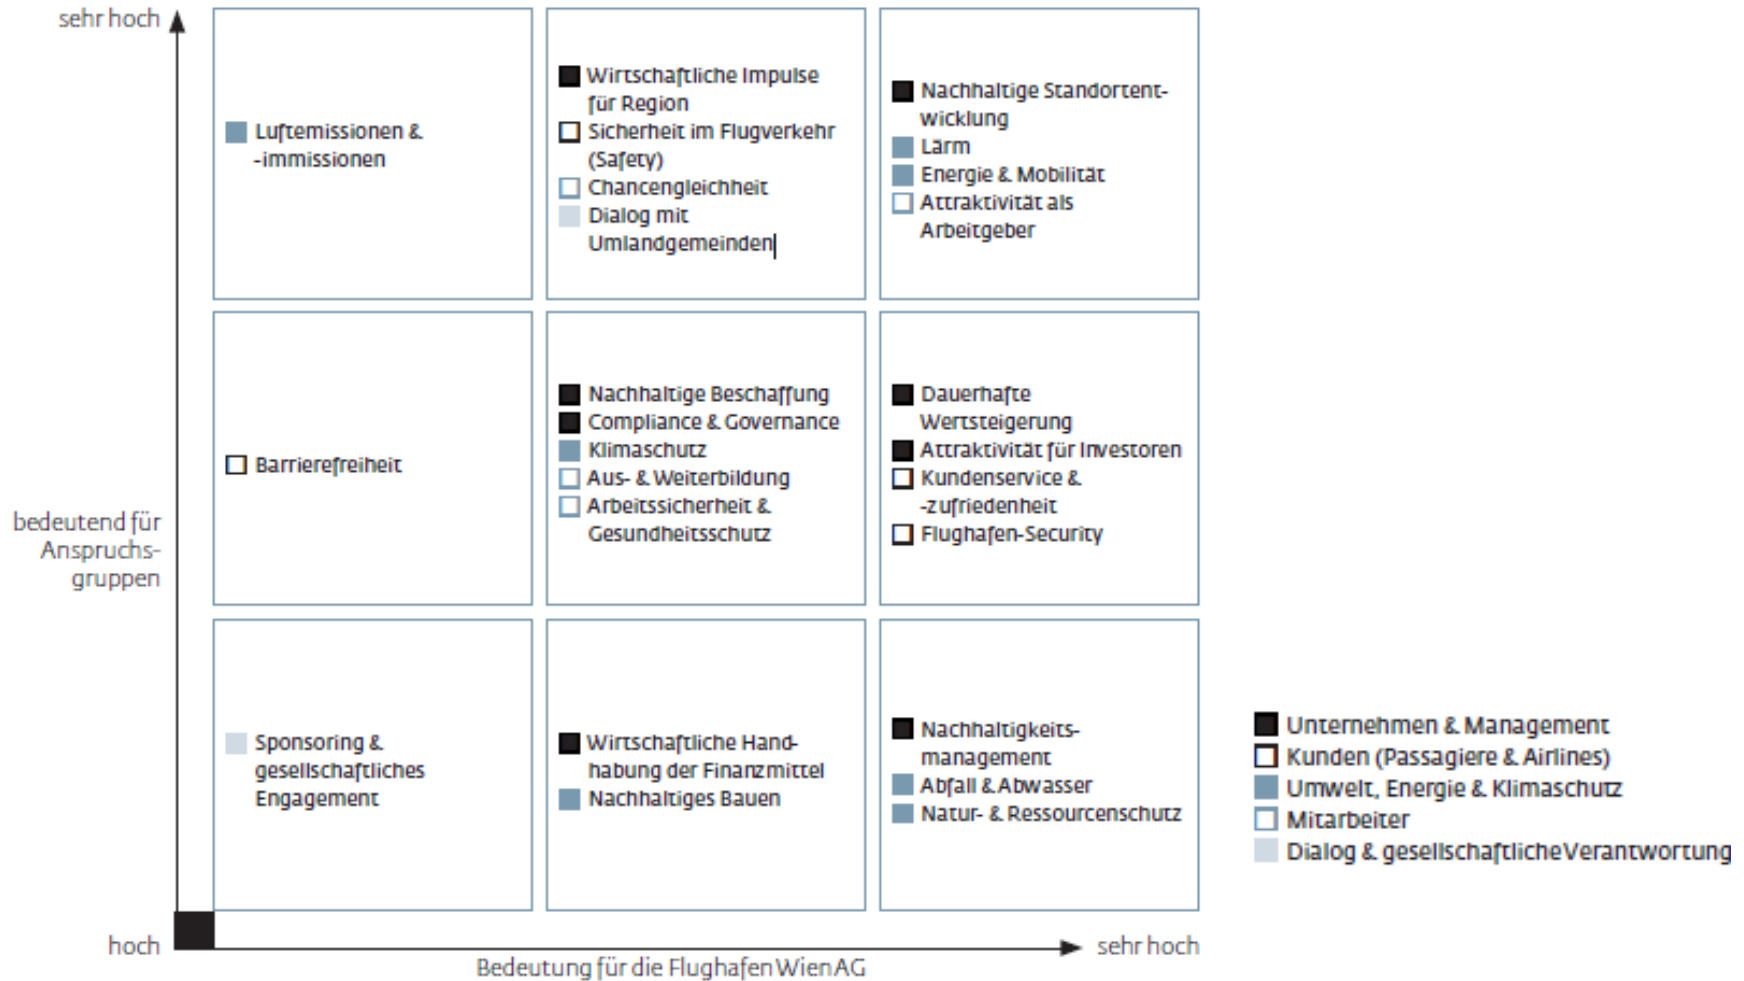 sehr hoch
Luftemissionen &
-immissionen
Wirtschaftliche Impulse
für Region
Sicherheit im Flugverkehr
(Safety)
Chancengleichheit
Dialog mit
Umlandgemeinden
Nachhaltige Standortent-
wicklung
Lärm
Energie & Mobilität
Attraktivität als
Arbeitgeber
bedeutend für
Anspruchs-
gruppen
Barrierefreiheit
Nachhaltige Beschaffung
Compliance & Governance
Klimaschutz
Aus- & Weiterbildung
Arbeitssicherheit &
Gesundheitsschutz
Dauerhafte
Wertsteigerung
Attraktivität für Investoren
Kundenservice &
-zufriedenheit
Flughafen-Security
Sponsoring &
gesellschaftliches
Engagement
Wirtschaftliche Hand-
habung der Finanzmittel
Nachhaltiges Bauen
Nachhaltigkeits-
management
Abfall & Abwasser
Natur- & Ressourcenschutz
Unternehmen & Management
Kunden (Passagiere & Airlines)
Umwelt, Energie & Klimaschutz
Mitarbeiter
Dialog & gesellschaftliche Verantwortung
hoch
sehr hoch
Bedeutung für die Flughafen Wien AG